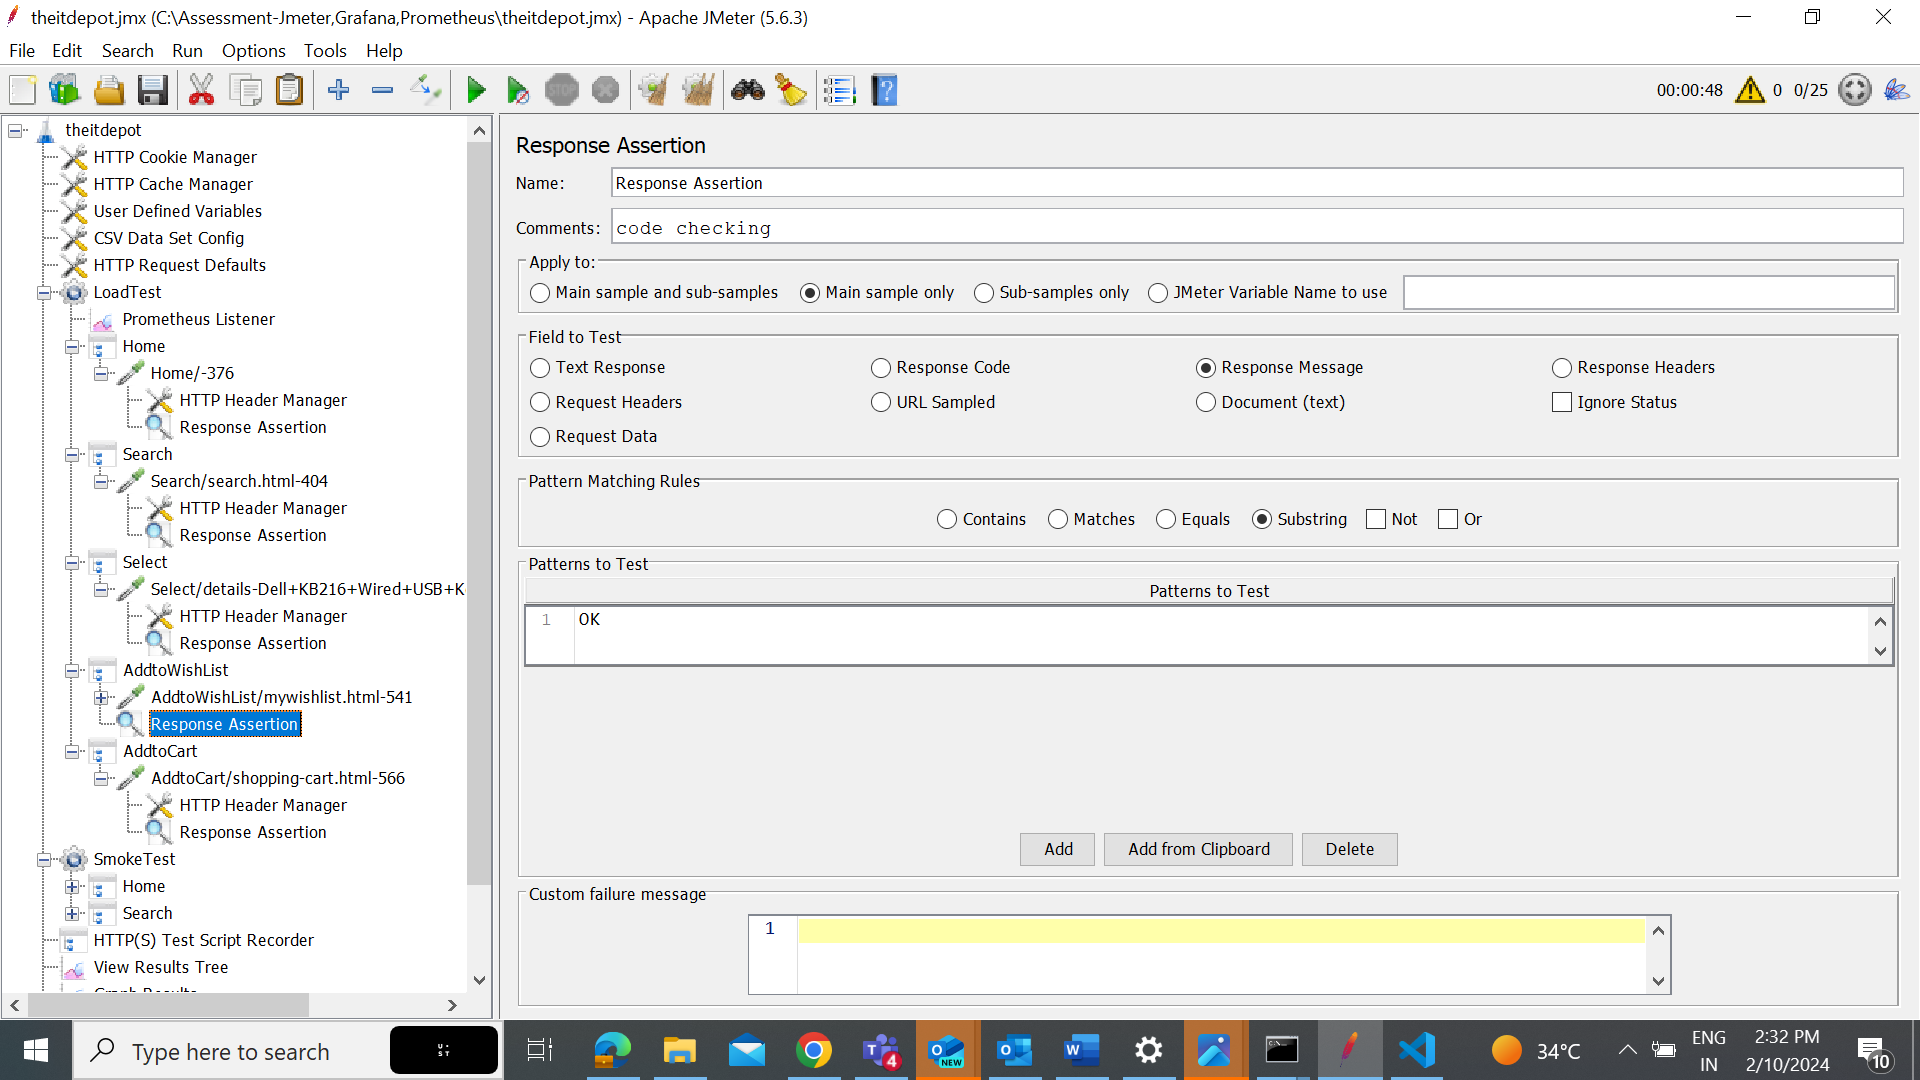 theitdepot.jmx (C:\Assessment-Jmeter,Grafana,Prometheus\theitdepot.jmx) - Apache JMeter (5.6.3)
File Edit Search Run Options Tools Help
STOP
00:00:48 0 0/25
theitdepot
HTTP Cookie Manager
HTTP Cache Manager
User Defined Variables
CSV Data Set Config
HTTP Request Defaults
LoadTest
Prometheus Listener
Home
Home/-376
HTTP Header Manager
Response Assertion
Search
Search/search.html-404
HTTP Header Manager
Response Assertion
Select
Select/details-Dell+KB216+Wired+USB+K
HTTP Header Manager
Response Assertion
AddtoWishList
AddtoWishList/mywishlist.html-541
Response Assertion
AddtoCart
AddtoCart/shopping-cart.html-566
HTTP Header Manager
Response Assertion
SmokeTest
Home
Search
HTTP(S) Test Script Recorder
View Results Tree
Graph Results
Response Assertion
Name: Response Assertion
Comments: code checking
Apply to:
Main sample and sub-samples Main sample only Sub-samples only JMeter Variable Name to use
Field to Test
Text Response Response Code Response Message Response Headers
Request Headers URL Sampled Document (text) Ignore Status
Request Data
Pattern Matching Rules
Contains Matches Equals Substring Not Or
Patterns to Test
Patterns to Test
1 OK
Add Add from Clipboard Delete
Custom failure message
1
Type here to search
U ·
S T
4
NEW
34°C
ENG
IN
2:32 PM
2/10/2024
10